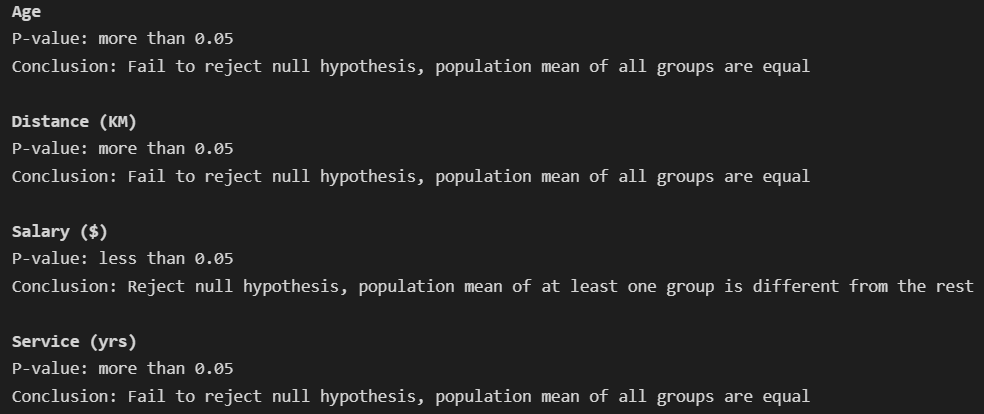 Age
P-value: more than 0.05
Conclusion: Fail to reject null hypothesis, population mean of all groups are equal
Distance (KM)
P-value: more than 0.05
Conclusion: Fail to reject null hypothesis, population mean of all groups are equal
Salary ($)
P-value: less than 0.05
Conclusion: Reject null hypothesis, population mean of at least one group is different from the rest
Service (yrs)
P-value: more than 0.05
Conclusion: Fail to reject null hypothesis, population mean of all groups are equal